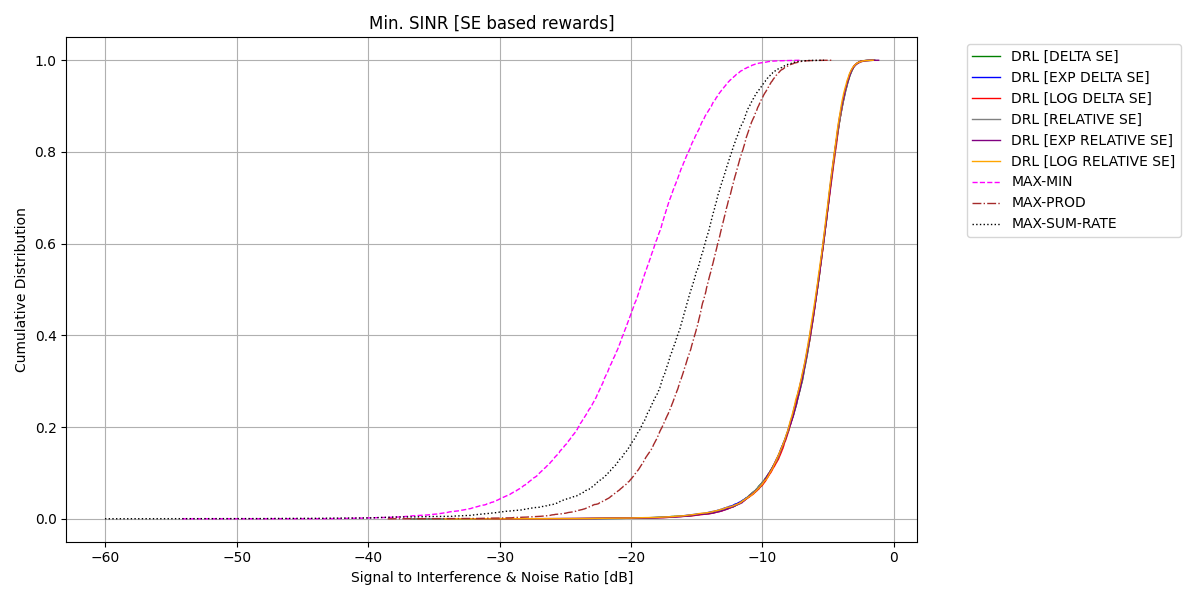 Min. SINR [SE based rewards]
1.0
0.8
0.6
0.4
0.2
0.0
Cumulative Distribution
−60 −50 −40 −30 −20 −10 0
Signal to Interference & Noise Ratio [dB]
DRL [DELTA SE]
DRL [EXP DELTA SE]
DRL [LOG DELTA SE]
DRL [RELATIVE SE]
DRL [EXP RELATIVE SE]
DRL [LOG RELATIVE SE]
MAX-MIN
MAX-PROD
MAX-SUM-RATE